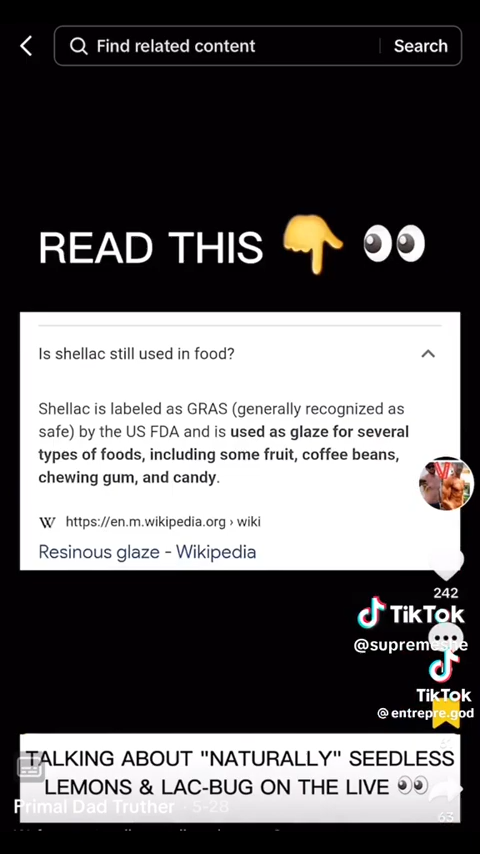 Find related content
Search
READ THIS 👇 👀
Is shellac still used in food?
Shellac is labeled as GRAS (generally recognized as
safe) by the US FDA and is used as glaze for several
types of foods, including some fruit, coffee beans,
chewing gum, and candy.
W https://en.m.wikipedia.org › wiki
Resinous glaze - Wikipedia
242
TikTok
@supremeshe
TikTok
@entrepre.god
TALKING ABOUT "NATURALLY" SEEDLESS
LEMONS & LAC-BUG ON THE LIVE 👀
Primal Dad Truther · 5-28
63